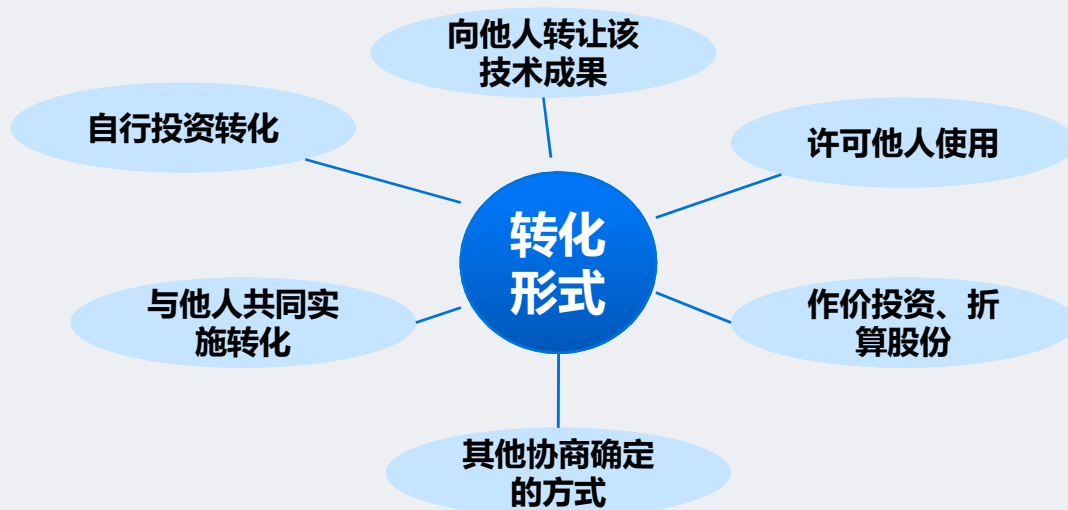 向他人转让该
技术成果
自行投资转化
许可他人使用
转化
形式
与他人共同实
施转化
作价投资、折
算股份
其他协商确定
的方式